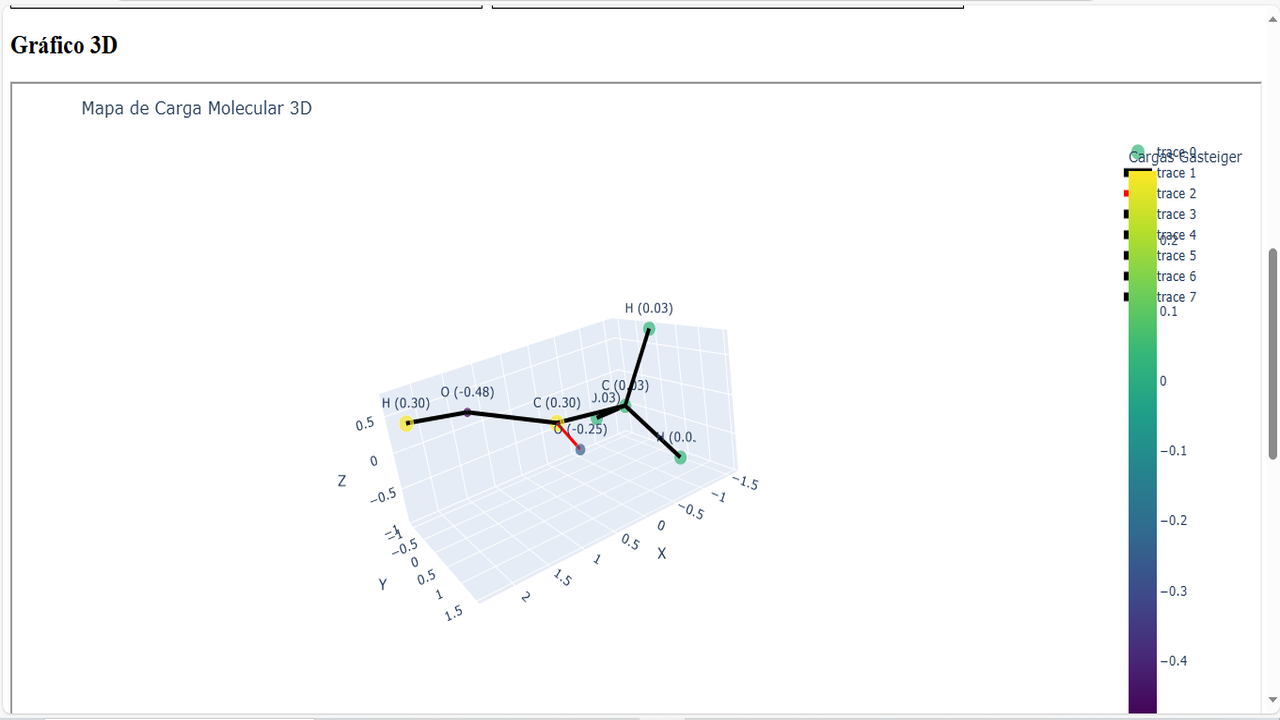 Gráfico 3D
Mapa de Carga Molecular 3D
trace 0
Cargas Gasteiger
trace 1
trace 2
trace 3
trace 4
0.2
trace 5
trace 6
trace 7
0.1
0
−0.1
−0.2
−0.3
−0.4
H (0.03)
C (0.03)
H (0.30)
O (-0.48)
C (0.30)
O (-0.25)
0.5
0
−0.5
−1
Z
−1
−0.5
0
0.5
1
1.5
Y
2
1.5
1
0.5
0
−0.5
−1
−1.5
X